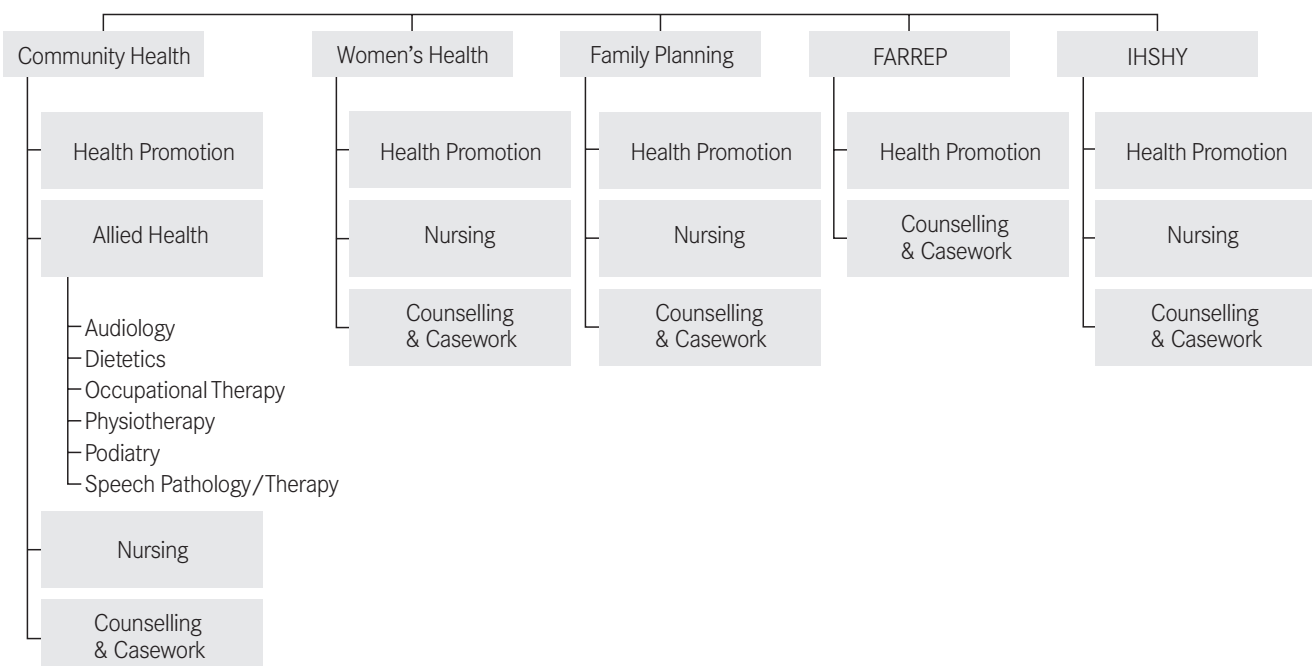 Community Health
Health Promotion
Allied Health
Audiology
Dietetics
Occupational Therapy
Physiotherapy
Podiatry
Speech Pathology/Therapy
Nursing
Counselling
& Casework
Women's Health
Health Promotion
Nursing
Counselling
& Casework
Family Planning
Health Promotion
Nursing
Counselling
& Casework
FARREP
Health Promotion
Counselling
& Casework
IHSHY
Health Promotion
Nursing
Counselling
& Casework